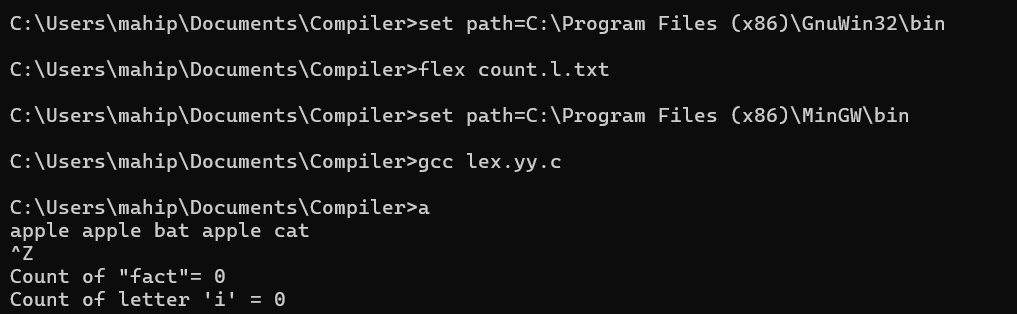 C:\Users\mahip\Documents\Compiler>set path=C:\Program Files (x86)\GnuWin32\bin
C:\Users\mahip\Documents\Compiler>flex count.l.txt
C:\Users\mahip\Documents\Compiler>set path=C:\Program Files (x86)\MinGW\bin
C:\Users\mahip\Documents\Compiler>gcc lex.yy.c
C:\Users\mahip\Documents\Compiler>a
apple apple bat apple cat
^Z
Count of "fact"= 0
Count of letter 'i' = 0